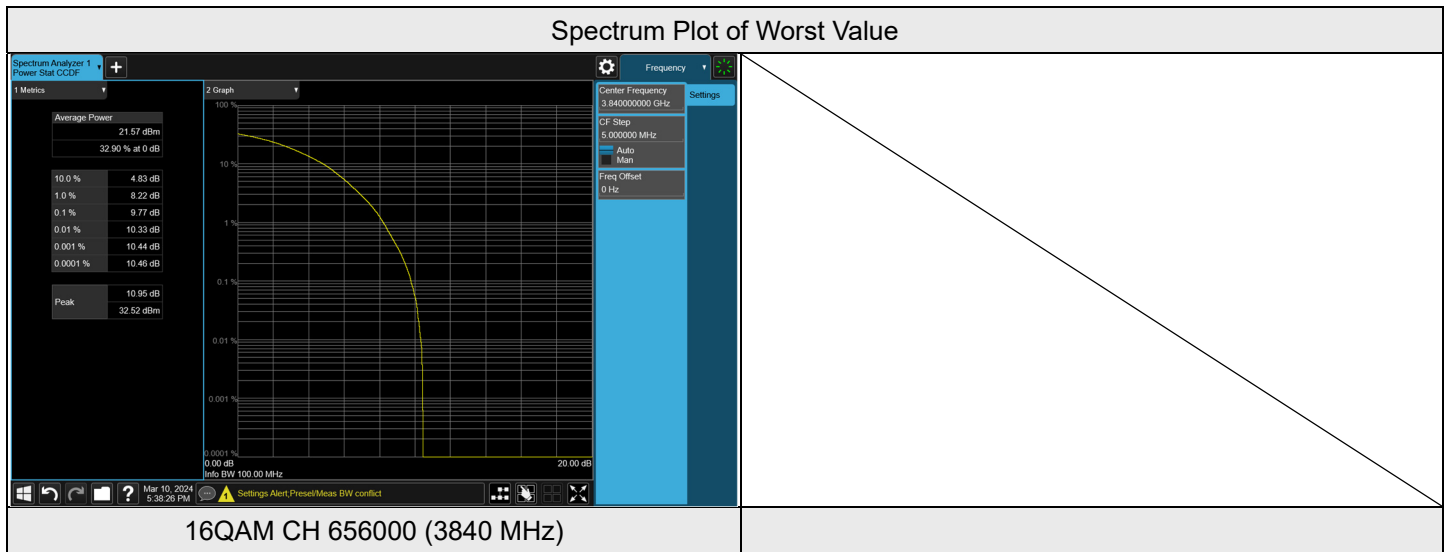 Spectrum Plot of Worst Value
Spectrum Analyzer 1
Power Stat CCDF
+
Frequency
1 Metrics
2 Graph
Center Frequency
3.840000000 GHz
Settings
CF Step
5.000000 MHz
Auto
Man
Freq Offset
0 Hz
Average Power
21.57 dBm
32.90 % at 0 dB
10.0 % 4.83 dB
1.0 % 8.22 dB
0.1 % 9.77 dB
0.01 % 10.33 dB
0.001 % 10.44 dB
0.0001 % 10.46 dB
Peak 10.95 dB
32.52 dBm
100 %
10 %
1 %
0.1 %
0.01 %
0.001 %
0.0001 %
0.00 dB 20.00 dB
Info BW 100.00 MHz
?
Mar 10, 2024
5:38:26 PM
1
Settings Alert;Presel/Meas BW conflict
16QAM CH 656000 (3840 MHz)